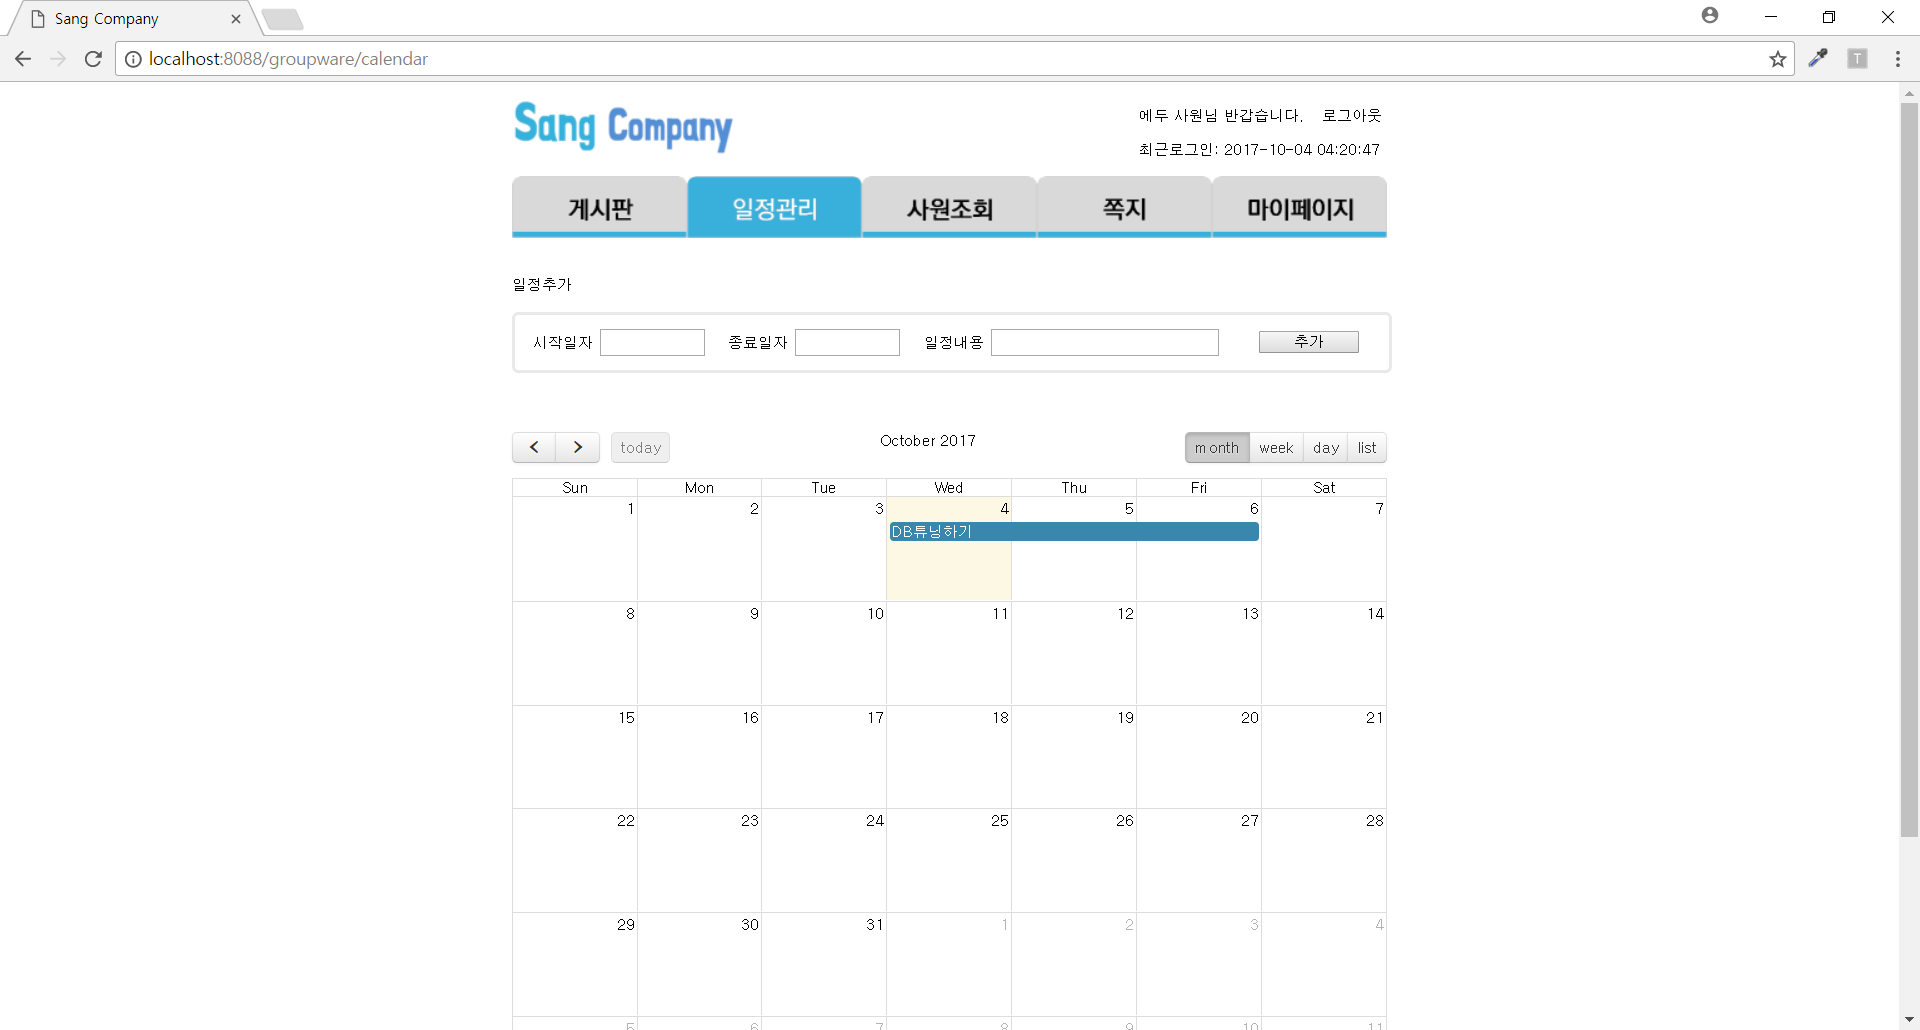 Sang Company
localhost:8088/groupware/calendar
T
Sang Company
에두 사원님 반갑습니다. 로그아웃
최근로그인: 2017-10-04 04:20:47
게시판 일정관리 사원조회 쪽지 마이페이지
일정추가
시작일자 종료일자 일정내용 추가
today October 2017 month week day list
Sun Mon Tue Wed Thu Fri Sat
1 2 3 4 5 6 7
DB튜닝하기
8 9 10 11 12 13 14
15 16 17 18 19 20 21
22 23 24 25 26 27 28
29 30 31 1 2 3 4
5 6 7 8 9 10 11